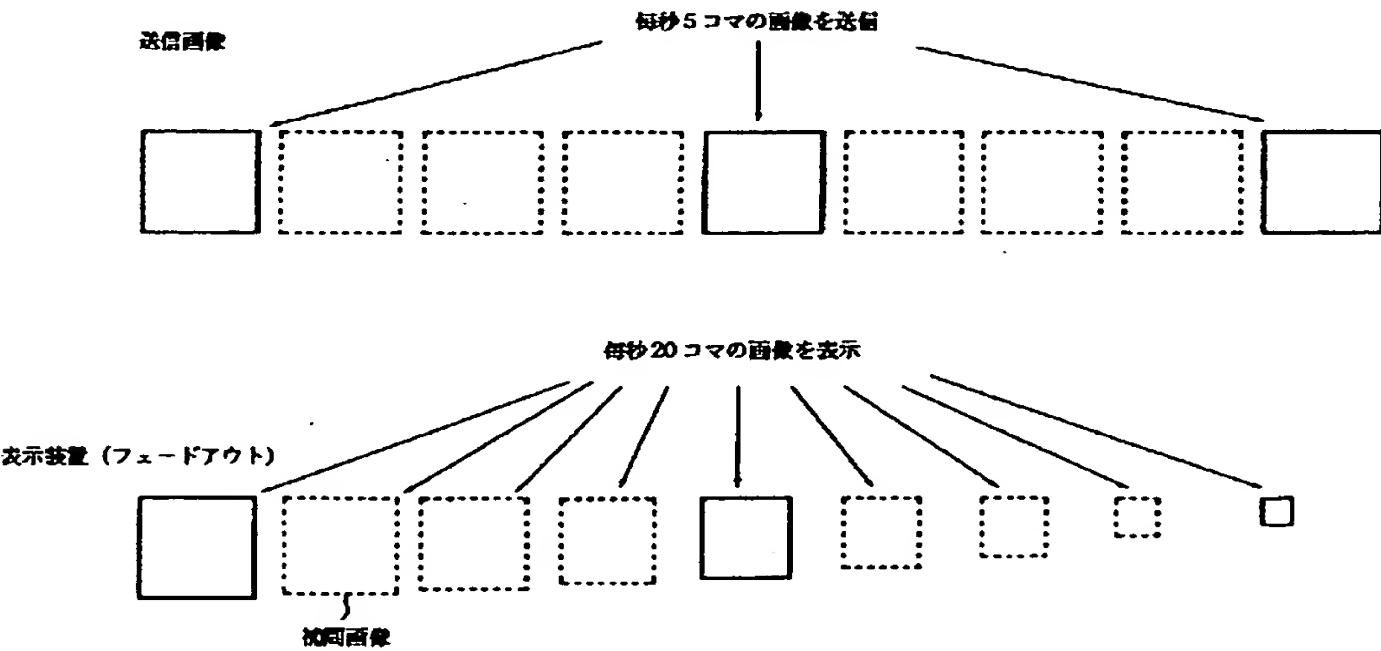 毎秒5コマの画像を送信
送信画像
毎秒20コマの画像を表示
表示装置（フェードアウト）
補間画像